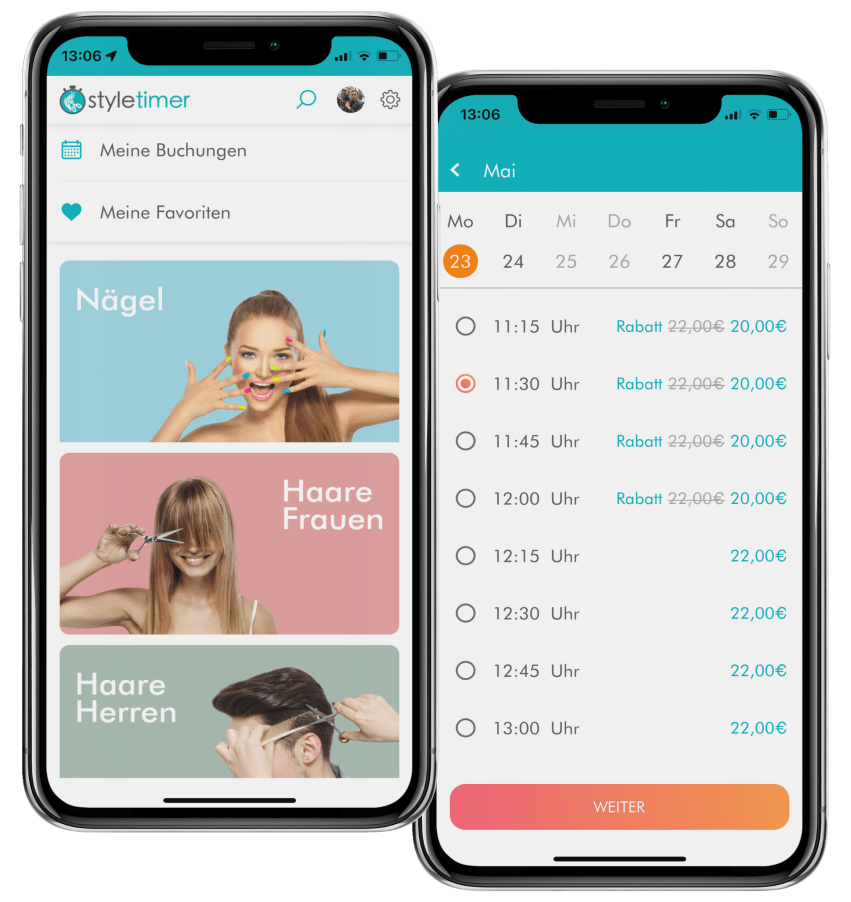 13:06
styletimer
Meine Buchungen
Meine Favoriten
Nägel
Haare
Frauen
Haare
Herren
13:06
Mai
Mo Di Mi Do Fr Sa So
23 24 25 26 27 28 29
11:15 Uhr Rabatt 22,00€ 20,00€
11:30 Uhr Rabatt 22,00€ 20,00€
11:45 Uhr Rabatt 22,00€ 20,00€
12:00 Uhr Rabatt 22,00€ 20,00€
12:15 Uhr 22,00€
12:30 Uhr 22,00€
12:45 Uhr 22,00€
13:00 Uhr 22,00€
WEITER